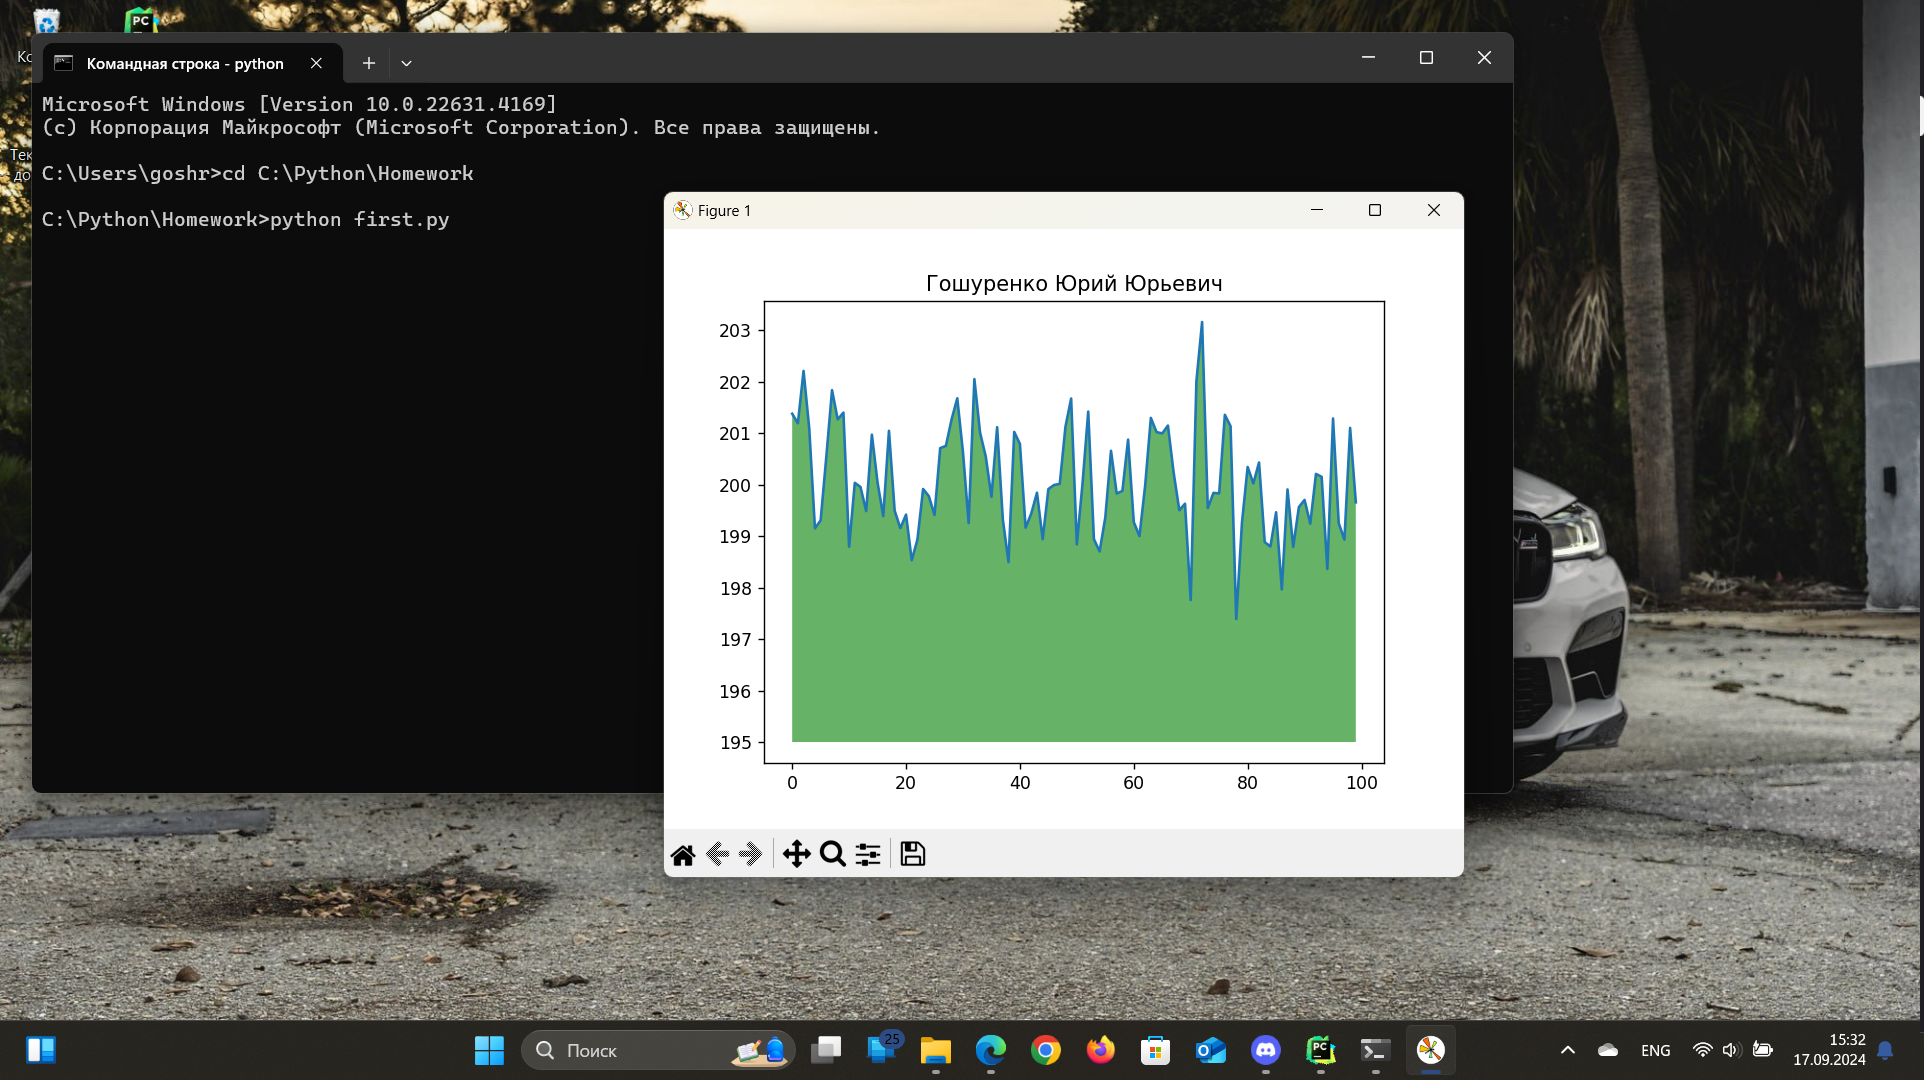 Командная строка - python
Microsoft Windows [Version 10.0.22631.4169]
(c) Корпорация Майкрософт (Microsoft Corporation). Все права защищены.
C:\Users\goshr>cd C:\Python\Homework
C:\Python\Homework>python first.py
Figure 1
Гошуренко Юрий Юрьевич
203
202
201
200
199
198
197
196
195
0 20 40 60 80 100
PC
Поиск
25
PC
ENG
15:32
17.09.2024